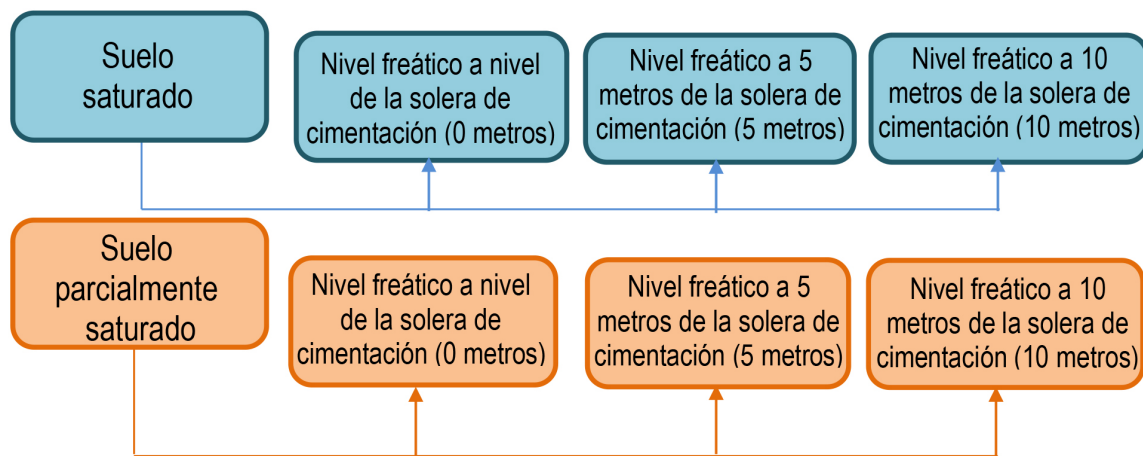 Suelo
saturado
Nivel freático a nivel
de la solera de
cimentación (0 metros)
Nivel freático a 5
metros de la solera de
cimentación (5 metros)
Nivel freático a 10
metros de la solera de
cimentación (10 metros)
Suelo
parcialmente
saturado
Nivel freático a nivel
de la solera de
cimentación (0 metros)
Nivel freático a 5
metros de la solera de
cimentación (5 metros)
Nivel freático a 10
metros de la solera de
cimentación (10 metros)